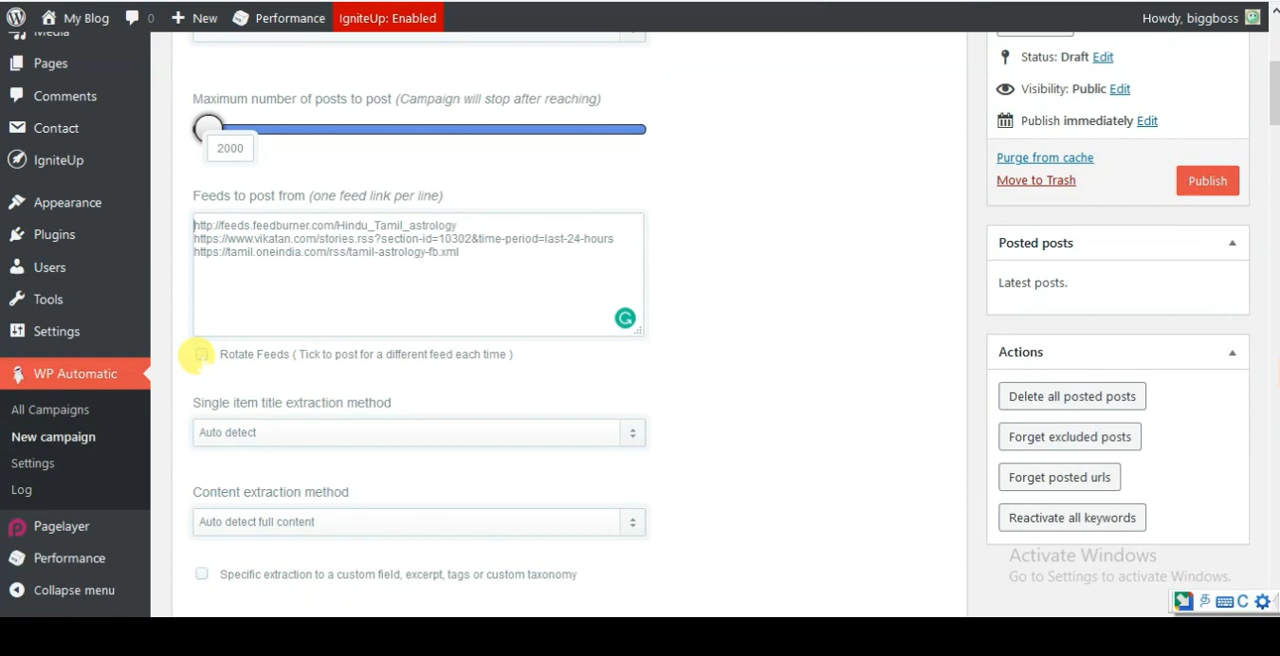 My Blog
0
New
Performance
IgniteUp: Enabled
Howdy, biggboss
Media
Pages
Comments
Contact
IgniteUp
Appearance
Plugins
Users
Tools
Settings
WP Automatic
All Campaigns
New campaign
Settings
Log
Pagelayer
Performance
Collapse menu
Maximum number of posts to post (Campaign will stop after reaching)
2000
Feeds to post from (one feed link per line)
http://feeds.feedburner.com/Hindu_Tamil_astrology
https://www.vikatan.com/stories.rss?section-id=10302&time-period=last-24-hours
https://tamil.oneindia.com/rss/tamil-astrology-fb.xml
Rotate Feeds ( Tick to post for a different feed each time )
Single item title extraction method
Auto detect
Content extraction method
Auto detect full content
Specific extraction to a custom field, excerpt, tags or custom taxonomy
Status: Draft Edit
Visibility: Public Edit
Publish immediately Edit
Purge from cache
Move to Trash
Publish
Posted posts
Latest posts.
Actions
Delete all posted posts
Forget excluded posts
Forget posted urls
Reactivate all keywords
Activate Windows
Go to Settings to activate Windows.